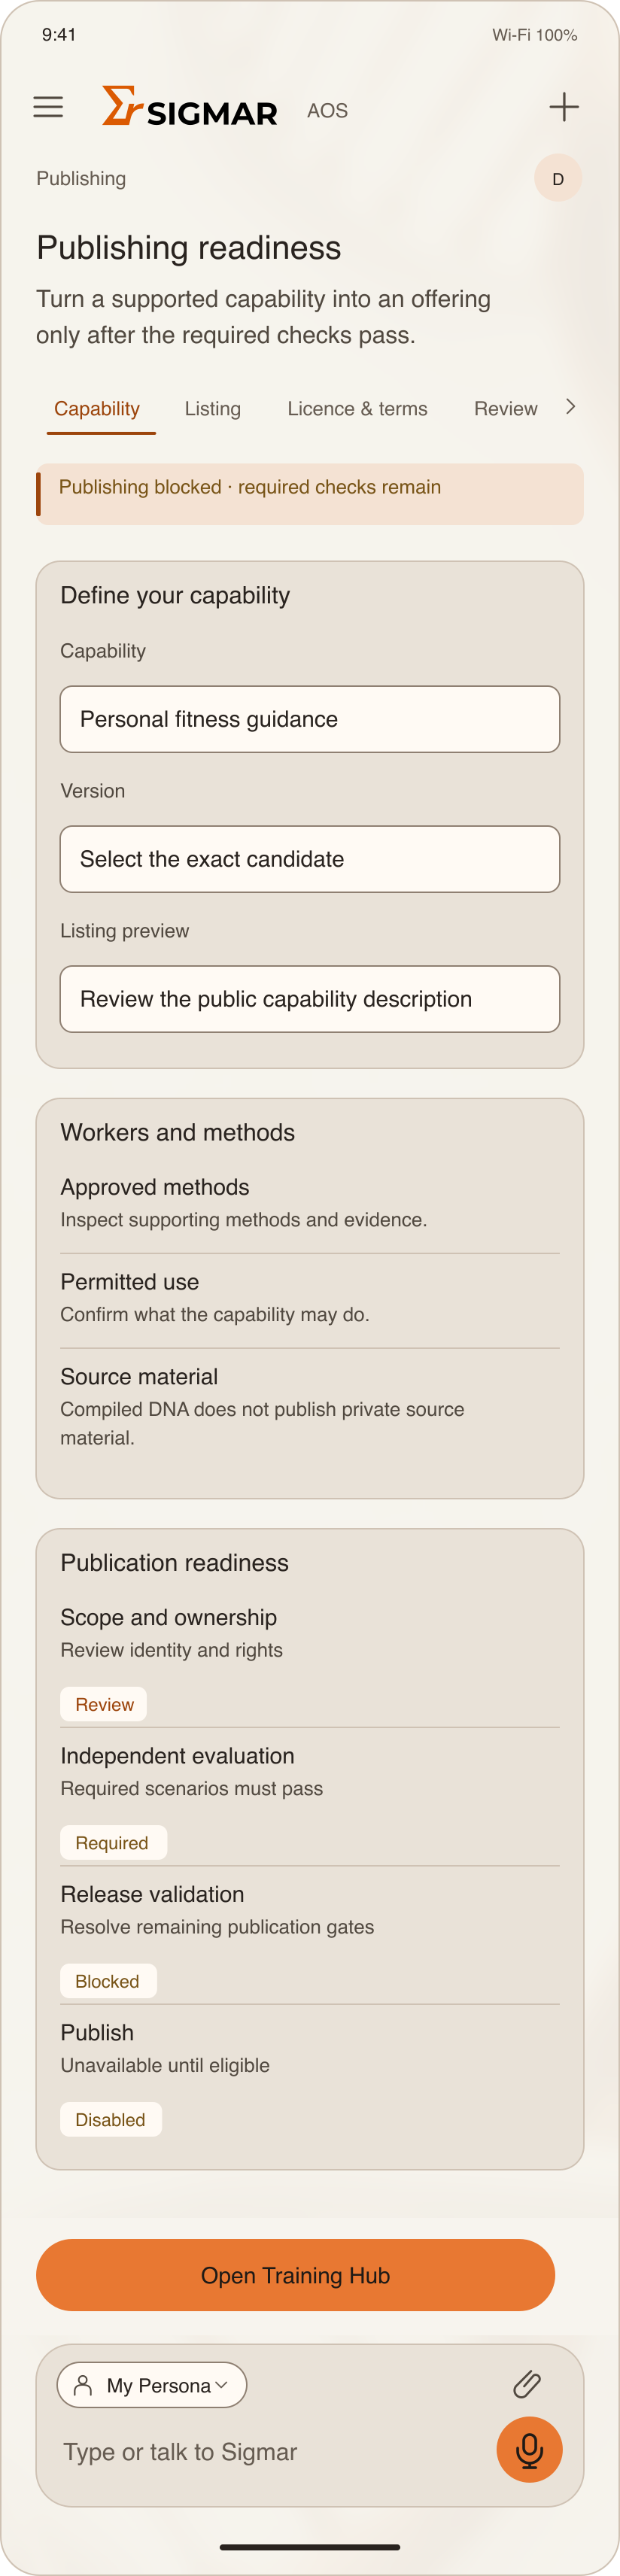 9:41
Wi-Fi 100%
Σr SIGMAR AOS
Publishing
D
Publishing readiness
Turn a supported capability into an offering
only after the required checks pass.
Capability Listing Licence & terms Review
Publishing blocked · required checks remain
Define your capability
Capability
Personal fitness guidance
Version
Select the exact candidate
Listing preview
Review the public capability description
Workers and methods
Approved methods
Inspect supporting methods and evidence.
Permitted use
Confirm what the capability may do.
Source material
Compiled DNA does not publish private source
material.
Publication readiness
Scope and ownership
Review identity and rights
Review
Independent evaluation
Required scenarios must pass
Required
Release validation
Resolve remaining publication gates
Blocked
Publish
Unavailable until eligible
Disabled
Open Training Hub
My Persona
Type or talk to Sigmar